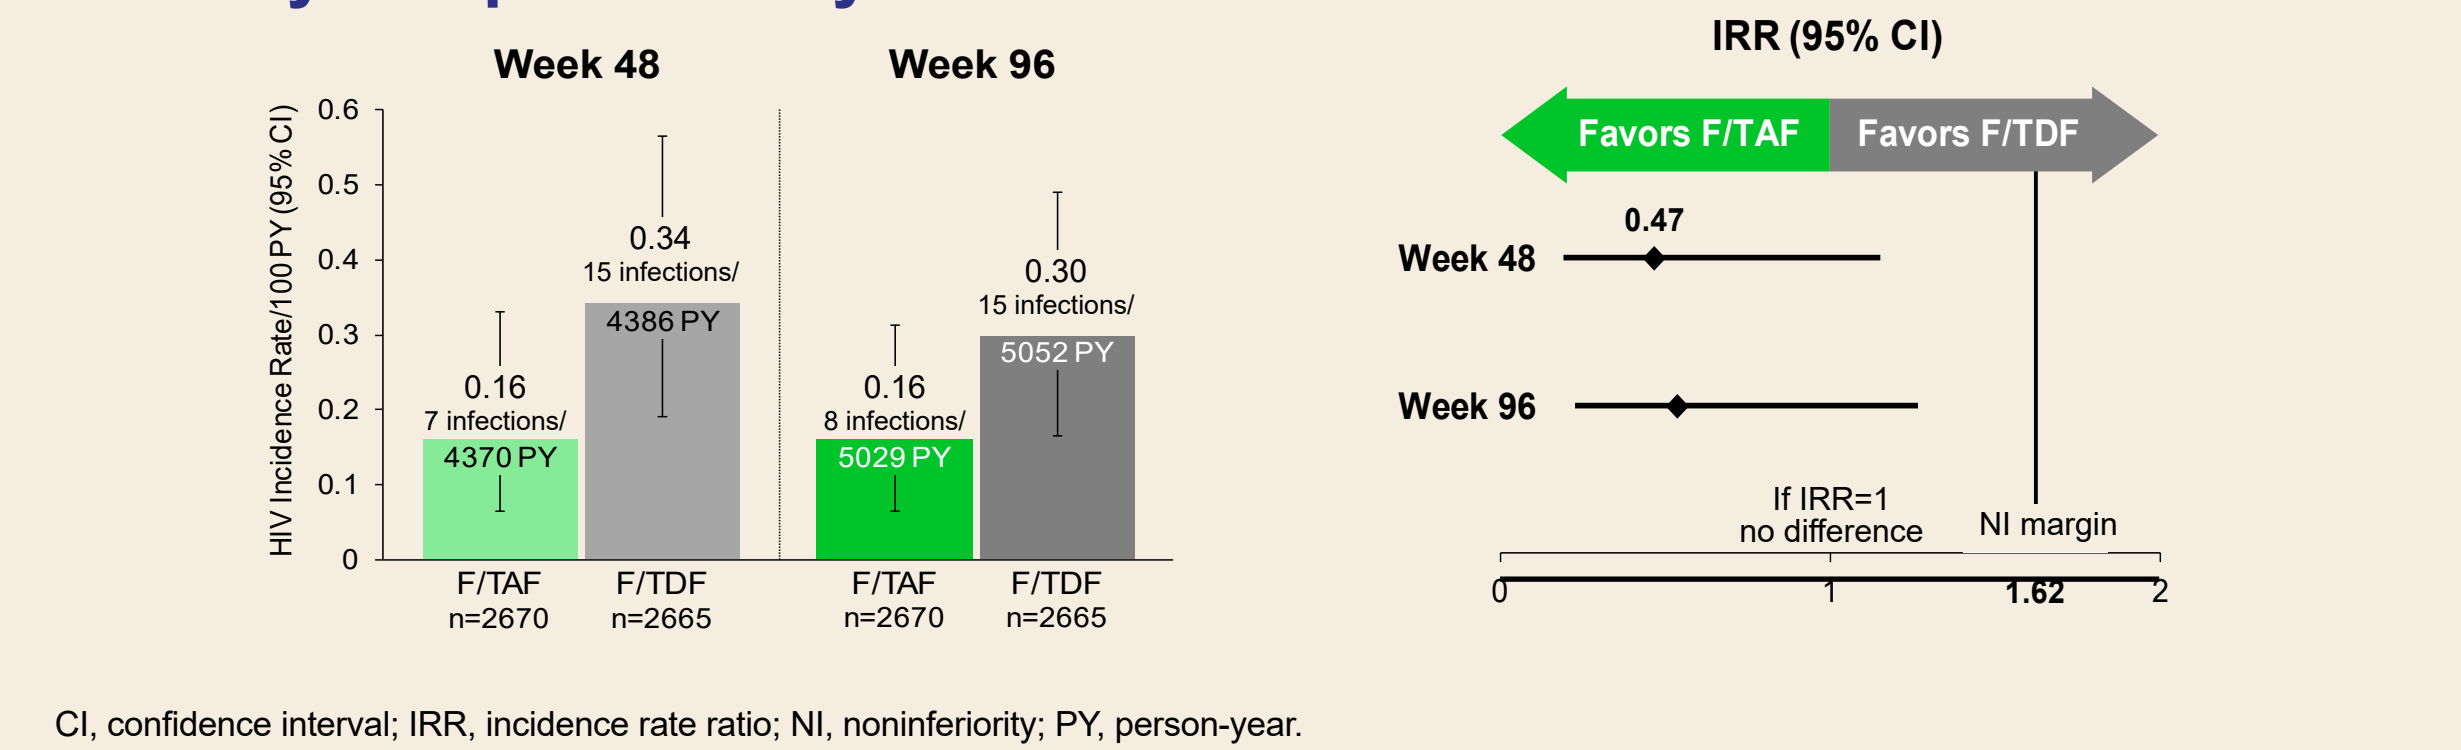 Week 48
Week 96
HIV Incidence Rate/100 PY (95% CI)
0.6
0.5
0.4
0.3
0.2
0.1
0
0.16
7 infections/
4370 PY
0.34
15 infections/
4386 PY
0.16
8 infections/
5029 PY
0.30
15 infections/
5052 PY
F/TAF
n=2670
F/TDF
n=2665
F/TAF
n=2670
F/TDF
n=2665
IRR (95% CI)
Favors F/TAF
Favors F/TDF
0.47
Week 48
Week 96
If IRR=1
no difference
NI margin
0
1
1.62
2
CI, confidence interval; IRR, incidence rate ratio; NI, noninferiority; PY, person-year.